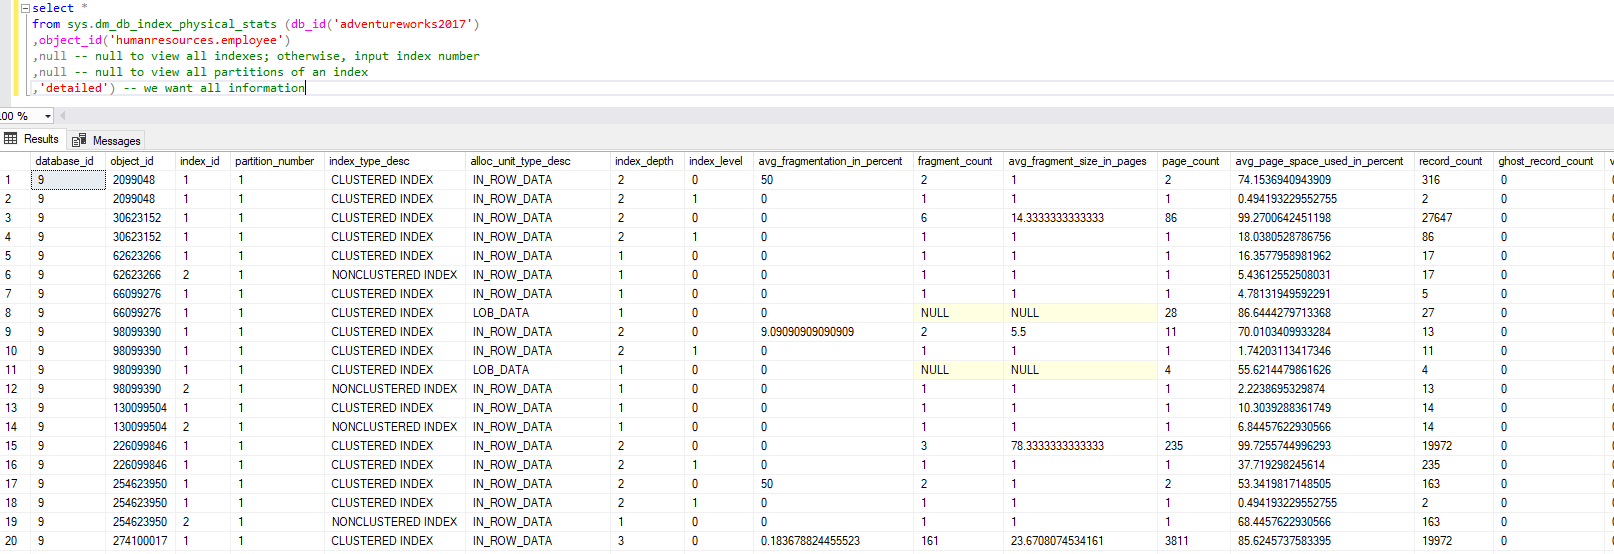 select *
from sys.dm_db_index_physical_stats (db_id('adventureworks2017')
,object_id('humanresources.employee')
,null -- null to view all indexes; otherwise, input index number
,null -- null to view all partitions of an index
,'detailed') -- we want all information
.00 %
Results Messages
database_id object_id index_id partition_number index_type_desc alloc_unit_type_desc index_depth index_level avg_fragmentation_in_percent fragment_count avg_fragment_size_in_pages page_count avg_page_space_used_in_percent record_count ghost_record_count v
1 9 2099048 1 1 CLUSTERED INDEX IN_ROW_DATA 2 0 50 2 1 2 74.1536940943909 316 0
2 9 2099048 1 1 CLUSTERED INDEX IN_ROW_DATA 2 1 0 1 1 1 0.494193229552755 2 0
3 9 30623152 1 1 CLUSTERED INDEX IN_ROW_DATA 2 0 0 6 14.3333333333333 86 99.2700642451198 27647 0
4 9 30623152 1 1 CLUSTERED INDEX IN_ROW_DATA 2 1 0 1 1 1 18.0380528786756 86 0
5 9 62623266 1 1 CLUSTERED INDEX IN_ROW_DATA 1 0 0 1 1 1 16.3577958981962 17 0
6 9 62623266 2 1 NONCLUSTERED INDEX IN_ROW_DATA 1 0 0 1 1 1 5.43612552508031 17 0
7 9 66099276 1 1 CLUSTERED INDEX IN_ROW_DATA 1 0 0 1 1 1 4.78131949592291 5 0
8 9 66099276 1 1 CLUSTERED INDEX LOB_DATA 1 0 0 NULL NULL 28 86.6444279713368 27 0
9 9 98099390 1 1 CLUSTERED INDEX IN_ROW_DATA 2 0 9.09090909090909 2 5.5 11 70.0103409933284 13 0
10 9 98099390 1 1 CLUSTERED INDEX IN_ROW_DATA 2 1 0 1 1 1 1.74203113417346 11 0
11 9 98099390 1 1 CLUSTERED INDEX LOB_DATA 1 0 0 NULL NULL 4 55.6214479861626 4 0
12 9 98099390 2 1 NONCLUSTERED INDEX IN_ROW_DATA 1 0 0 1 1 1 2.2238695329874 13 0
13 9 130099504 1 1 CLUSTERED INDEX IN_ROW_DATA 1 0 0 1 1 1 10.3039288361749 14 0
14 9 130099504 2 1 NONCLUSTERED INDEX IN_ROW_DATA 1 0 0 1 1 1 6.84457622930566 14 0
15 9 226099846 1 1 CLUSTERED INDEX IN_ROW_DATA 2 0 0 3 78.3333333333333 235 99.7255744996293 19972 0
16 9 226099846 1 1 CLUSTERED INDEX IN_ROW_DATA 2 1 0 1 1 1 37.719298245614 235 0
17 9 254623950 1 1 CLUSTERED INDEX IN_ROW_DATA 2 0 50 2 1 2 53.3419817148505 163 0
18 9 254623950 1 1 CLUSTERED INDEX IN_ROW_DATA 2 1 0 1 1 1 0.494193229552755 2 0
19 9 254623950 2 1 NONCLUSTERED INDEX IN_ROW_DATA 1 0 0 1 1 1 68.4457622930566 163 0
20 9 274100017 1 1 CLUSTERED INDEX IN_ROW_DATA 3 0 0.183678824455523 161 23.6708074534161 3811 85.6245737583395 19972 0